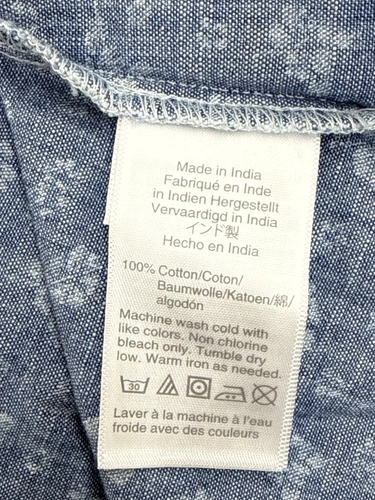 Made in India
Fabriqué en Inde
in Indien Hergestellt
Vervaardigd in India
インド製
Hecho en India
100% Cotton/Coton/
Baumwolle/Katoen/綿/
algodón
Machine wash cold with
like colors. Non chlorine
bleach only. Tumble dry
low. Warm iron as needed.
30
Laver à la machine à l'eau
froide avec des couleurs